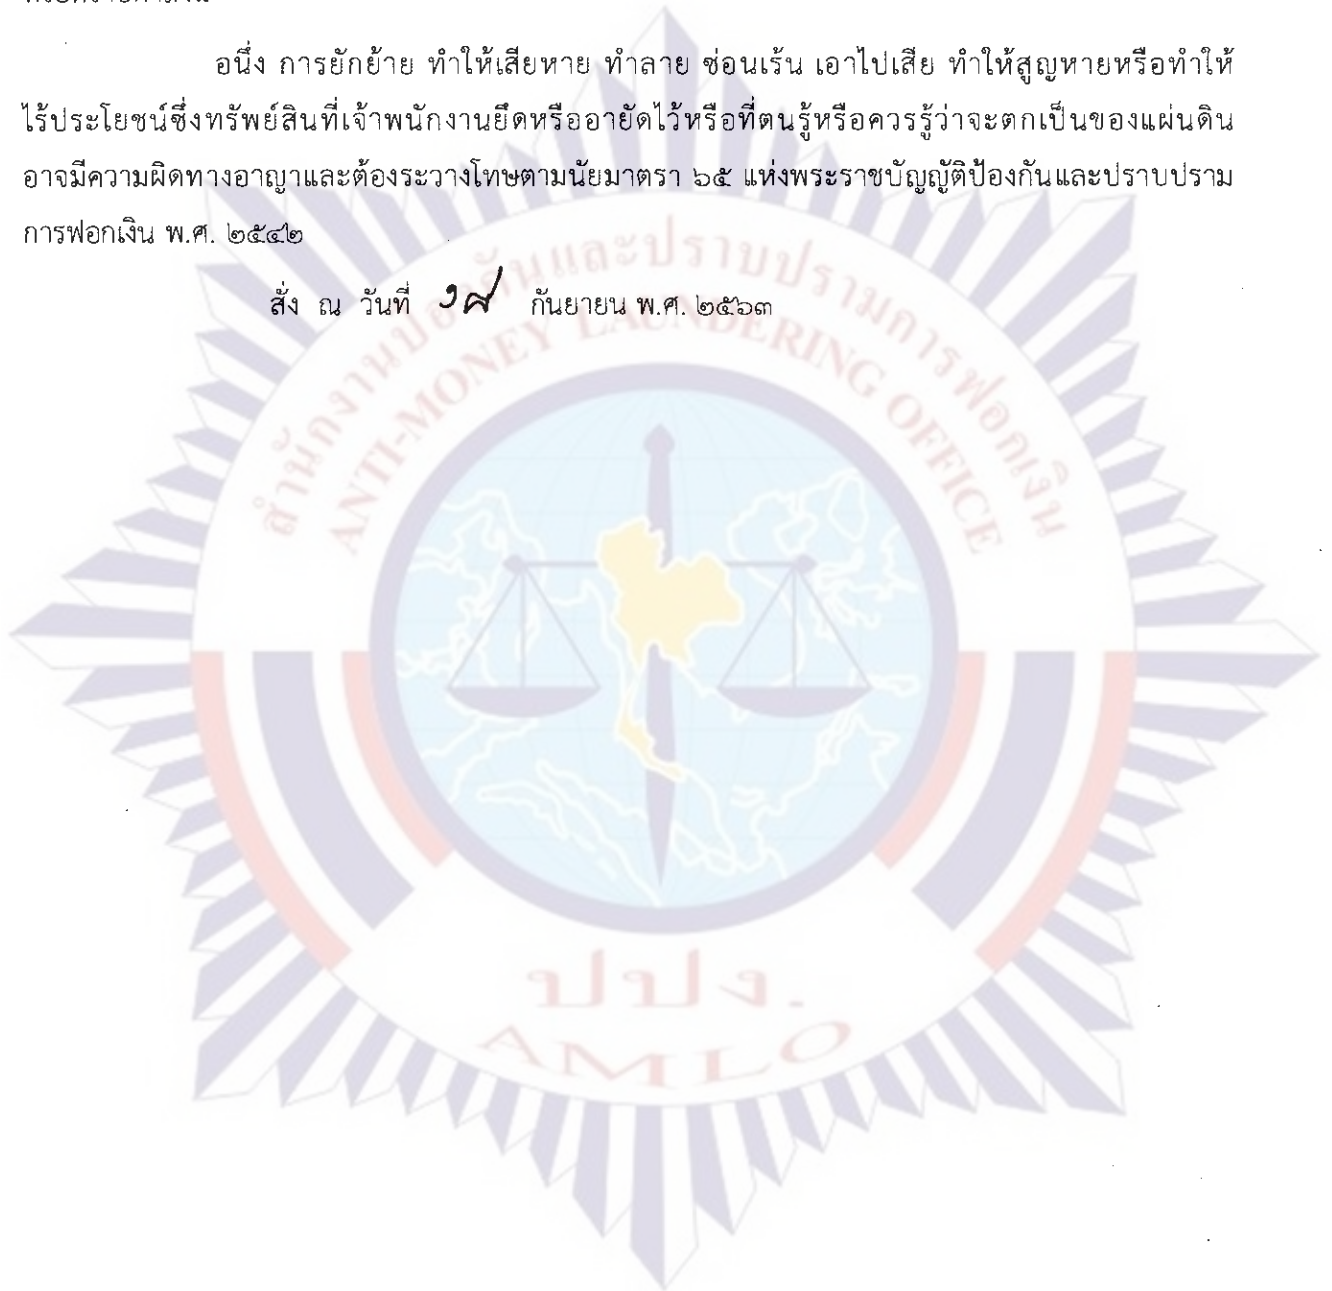 อนึ่ง การยักย้าย ทำให้เสียหาย ทำลาย ซ่อนเร้น เอาไปเสีย ทำให้สูญหายหรือทำให้
ไร้ประโยชน์ซึ่งทรัพย์สินที่เจ้าพนักงานยึดหรืออายัดไว้หรือที่ตนรู้หรือควรรู้ว่าจะตกเป็นของแผ่นดิน
อาจมีความผิดทางอาญาและต้องระวางโทษตามนัยมาตรา ๖๕ แห่งพระราชบัญญัติป้องกันและปราบปราม
การฟอกเงิน พ.ศ. ๒๕๔๒
สั่ง ณ วันที่ ๑๘ กันยายน พ.ศ. ๒๕๖๓
สำนักงานป้องกันและปราบปรามการฟอกเงิน
ANTI-MONEY LAUNDERING OFFICE
ปปง.
AMLO